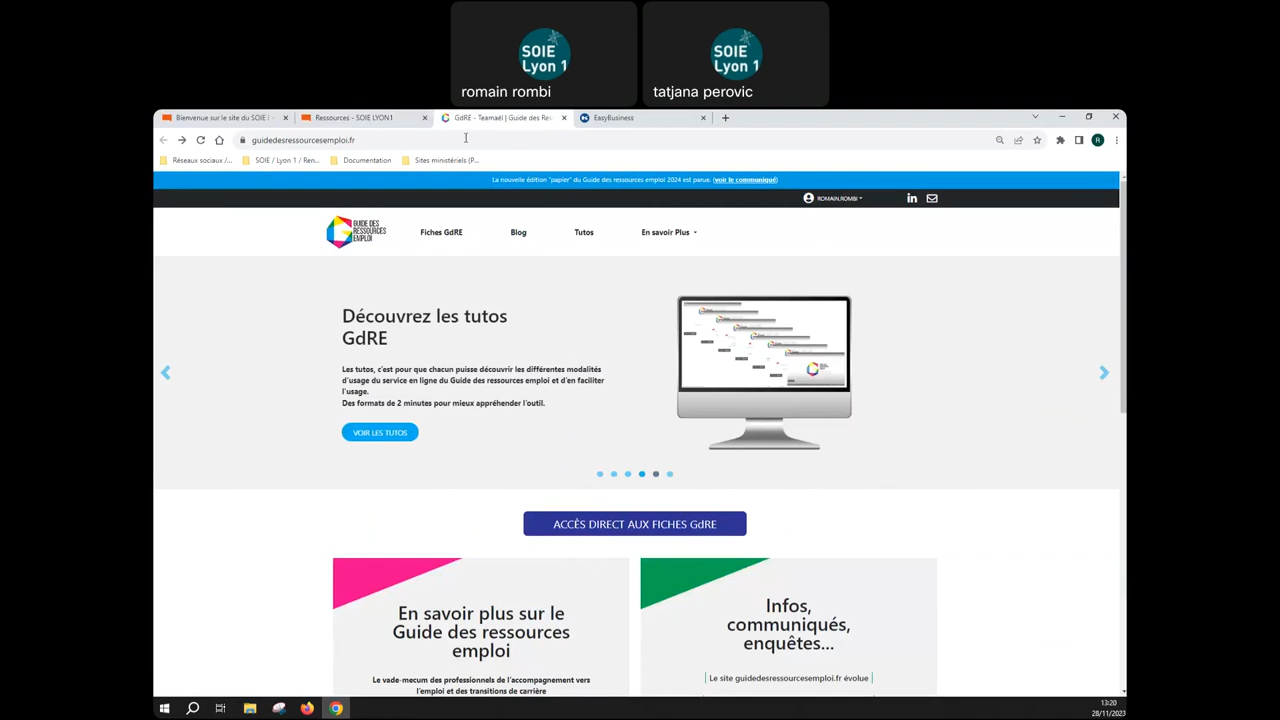 SOIE
Lyon 1
romain rombi
SOIE
Lyon 1
tatjana perovic
Bienvenue sur le site du SOIE
Ressources - SOIE LYON1
GdRE - Teamaël | Guide des Res
EasyBusiness
guidedesressourcesemploi.fr
R
Réseaux sociaux /...
SOIE / Lyon 1 / Ren...
Documentation
Sites ministériels (P...
La nouvelle édition "papier" du Guide des ressources emploi 2024 est parue. (voir le communiqué)
ROMAIN.ROMBI
GUIDE DES
RESSOURCES
EMPLOI
Fiches GdRE
Blog
Tutos
En savoir Plus
Découvrez les tutos
GdRE
Les tutos, c'est pour que chacun puisse découvrir les différentes modalités
d'usage du service en ligne du Guide des ressources emploi et d'en faciliter
l'usage.
Des formats de 2 minutes pour mieux appréhender l'outil.
VOIR LES TUTOS
ACCÈS DIRECT AUX FICHES GdRE
En savoir plus sur le
Guide des ressources
emploi
Le vade-mecum des professionnels de l'accompagnement vers
l'emploi et des transitions de carrière
Infos,
communiqués,
enquêtes...
Le site guidedesressourcesemploi.fr évolue
13:20
28/11/2023